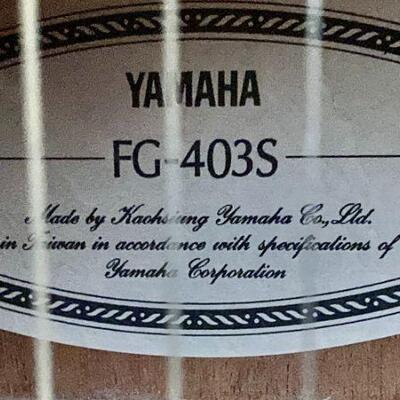 YAMAHA
FG-403S
Made by Kaohsiung Yamaha Co., Ltd.
in Taiwan in accordance with specifications of
Yamaha Corporation